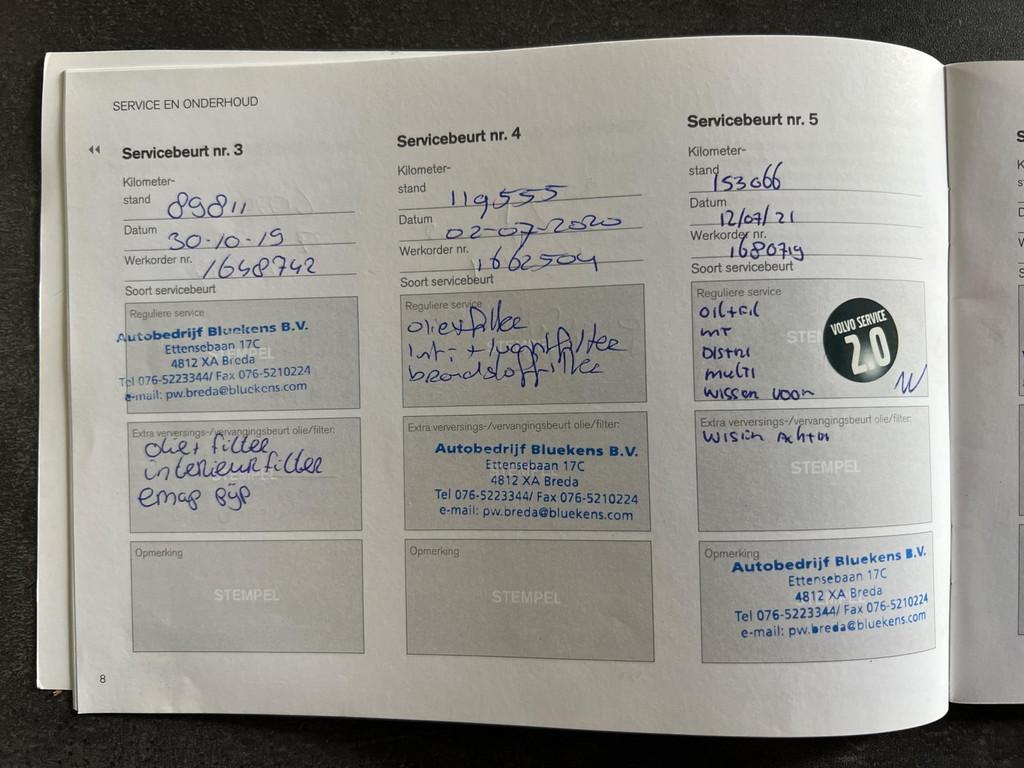 SERVICE EN ONDERHOUD
Servicebeurt nr. 3
Kilometer-
stand 89811
Datum 30-10-19
Werkorder nr. 1648742
Soort servicebeurt
Reguliere service
STEMPEL
Autobedrijf Bluekens B.V.
Ettensebaan 17C
4812 XA Breda
Tel 076-5223344/ Fax 076-5210224
e-mail: pw.breda@bluekens.com
Extra verversings-/vervangingsbeurt olie/filter:
olie+ filter
interieurfilter
STEMPEL
Opmerking
STEMPEL
Servicebeurt nr. 4
Kilometer-
stand 119555
Datum 02-07-2020
Werkorder nr. 1662504
Soort servicebeurt
Reguliere service
olie+filter
Int: + luchtfilter
brandstoffilter
Extra verversings-/vervangingsbeurt olie/filter:
Autobedrijf Bluekens B.V.
Ettensebaan 17C
4812 XA Breda
Tel 076-5223344/ Fax 076-5210224
e-mail: pw.breda@bluekens.com
Opmerking
STEMPEL
Servicebeurt nr. 5
Kilometer-
stand 153066
Datum 12/07/21
Werkorder nr. 1680719
Soort servicebeurt
Reguliere service
multi
wissen voor
VOLVO SERVICE
2.0
Extra verversings-/vervangingsbeurt olie/filter:
STEMPEL
Opmerking
Autobedrijf Bluekens B.V.
Ettensebaan 17C
4812 XA Breda
Tel 076-5223344/ Fax 076-5210224
e-mail: pw.breda@bluekens.com
8